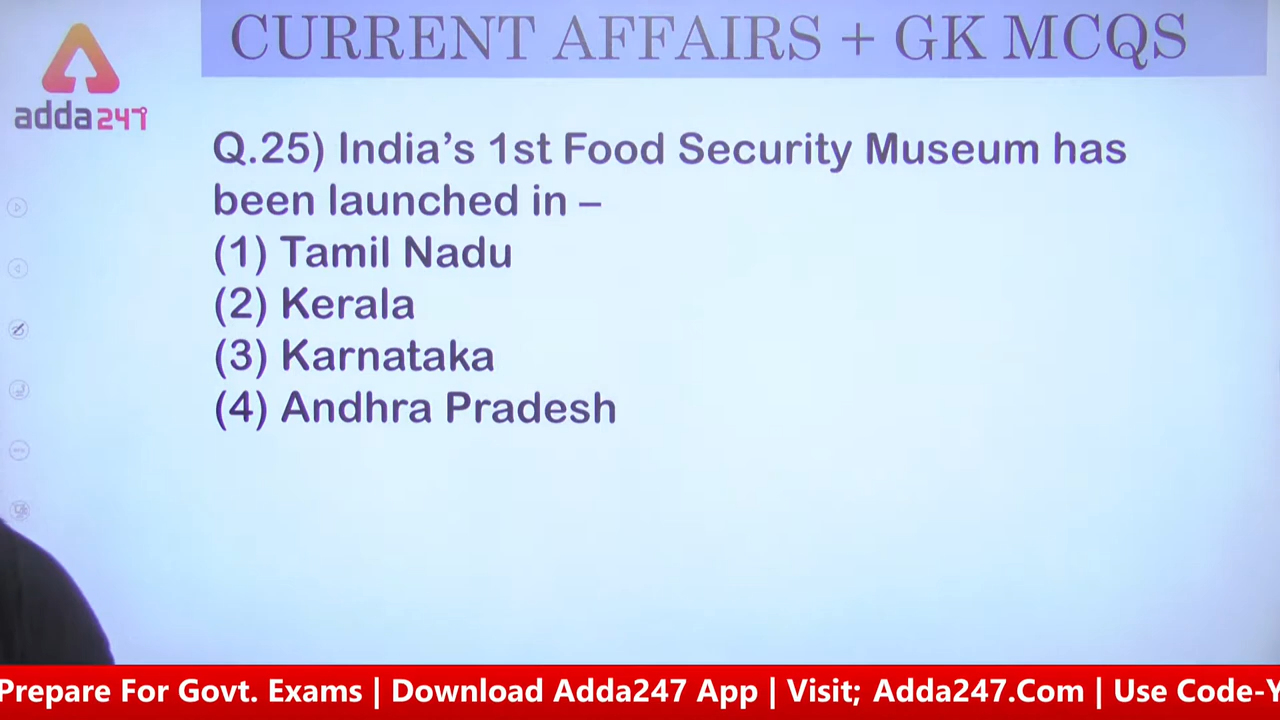 CURRENT AFFAIRS + GK MCQS
adda247
Q.25) India's 1st Food Security Museum has
been launched in –
(1) Tamil Nadu
(2) Kerala
(3) Karnataka
(4) Andhra Pradesh
Prepare For Govt. Exams | Download Adda247 App | Visit; Adda247.Com | Use Code-Y